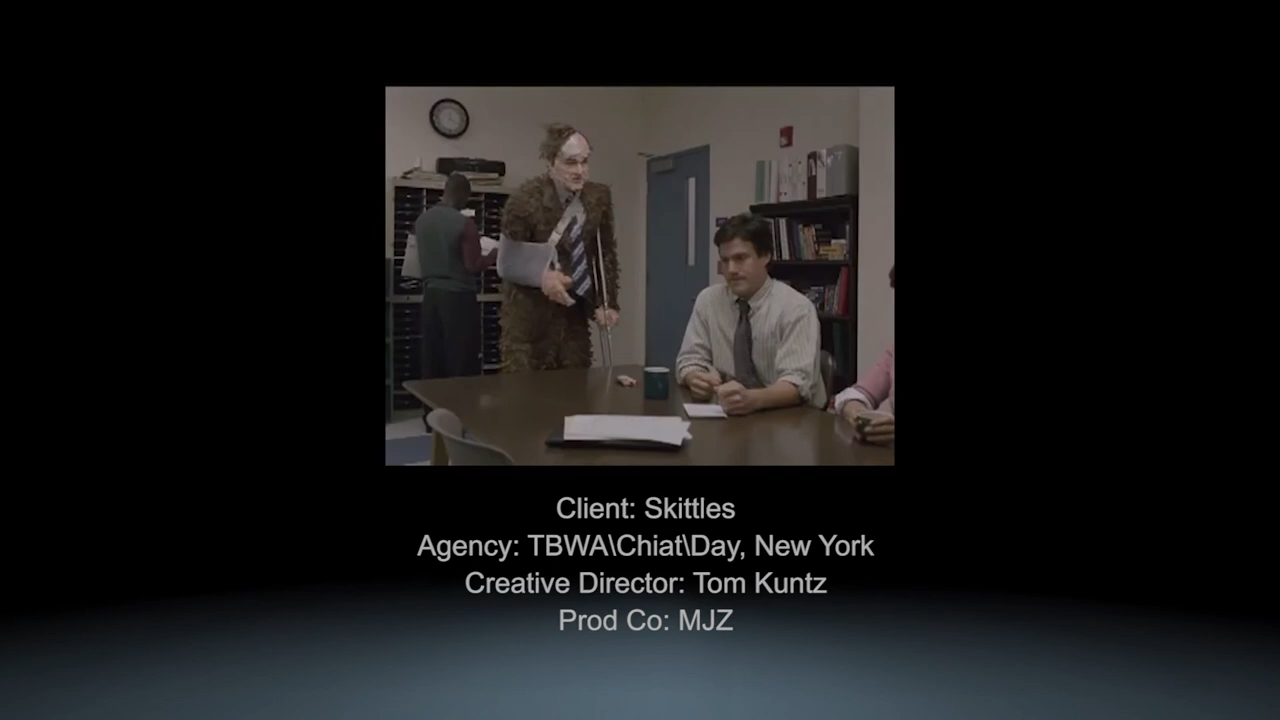 Client: Skittles
Agency: TBWA\Chiat\Day, New York
Creative Director: Tom Kuntz
Prod Co: MJZ